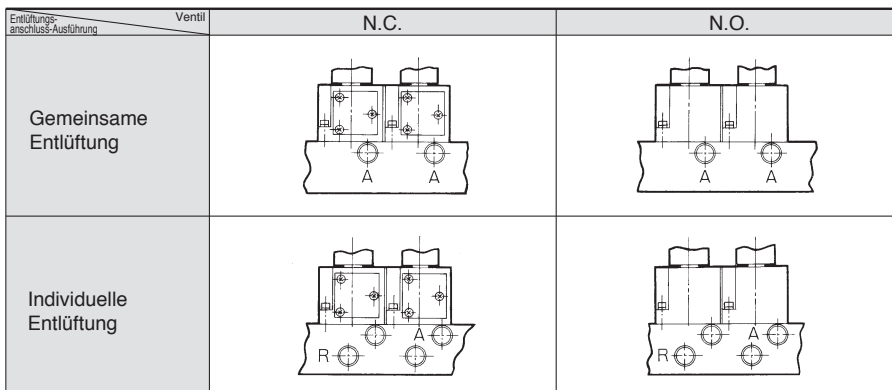 Entlüftungs-
anschluss-Ausführung
Ventil
N.C.
N.O.
Gemeinsame
Entlüftung
A A
A A
Individuelle
Entlüftung
A
R
A
R